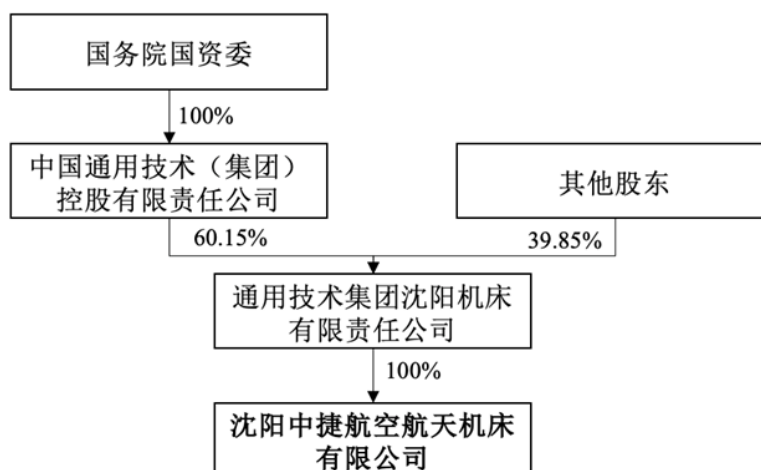 国务院国资委
100%
中国通用技术（集团）
控股有限责任公司
其他股东
60.15%
39.85%
通用技术集团沈阳机床
有限责任公司
100%
沈阳中捷航空航天机床
有限公司